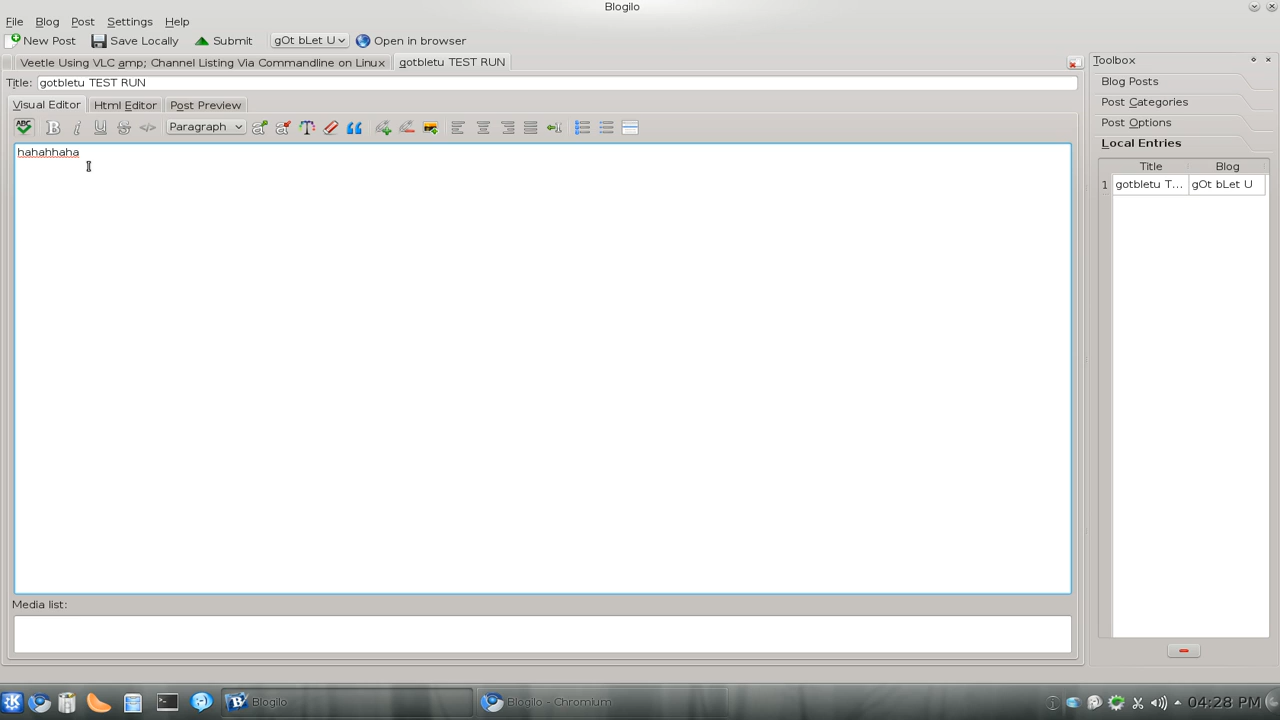 Blogilo
File Blog Post Settings Help
New Post Save Locally Submit gOt bLet U Open in browser
Veetle Using VLC amp; Channel Listing Via Commandline on Linux gotbletu TEST RUN
Title: gotbletu TEST RUN
Visual Editor Html Editor Post Preview
ABC B i U </> Paragraph
hahahhaha
Media list:
Toolbox
Blog Posts
Post Categories
Post Options
Local Entries
Title Blog
1 gotbletu T... gOt bLet U
Blogilo Blogilo - Chromium 04:28 PM